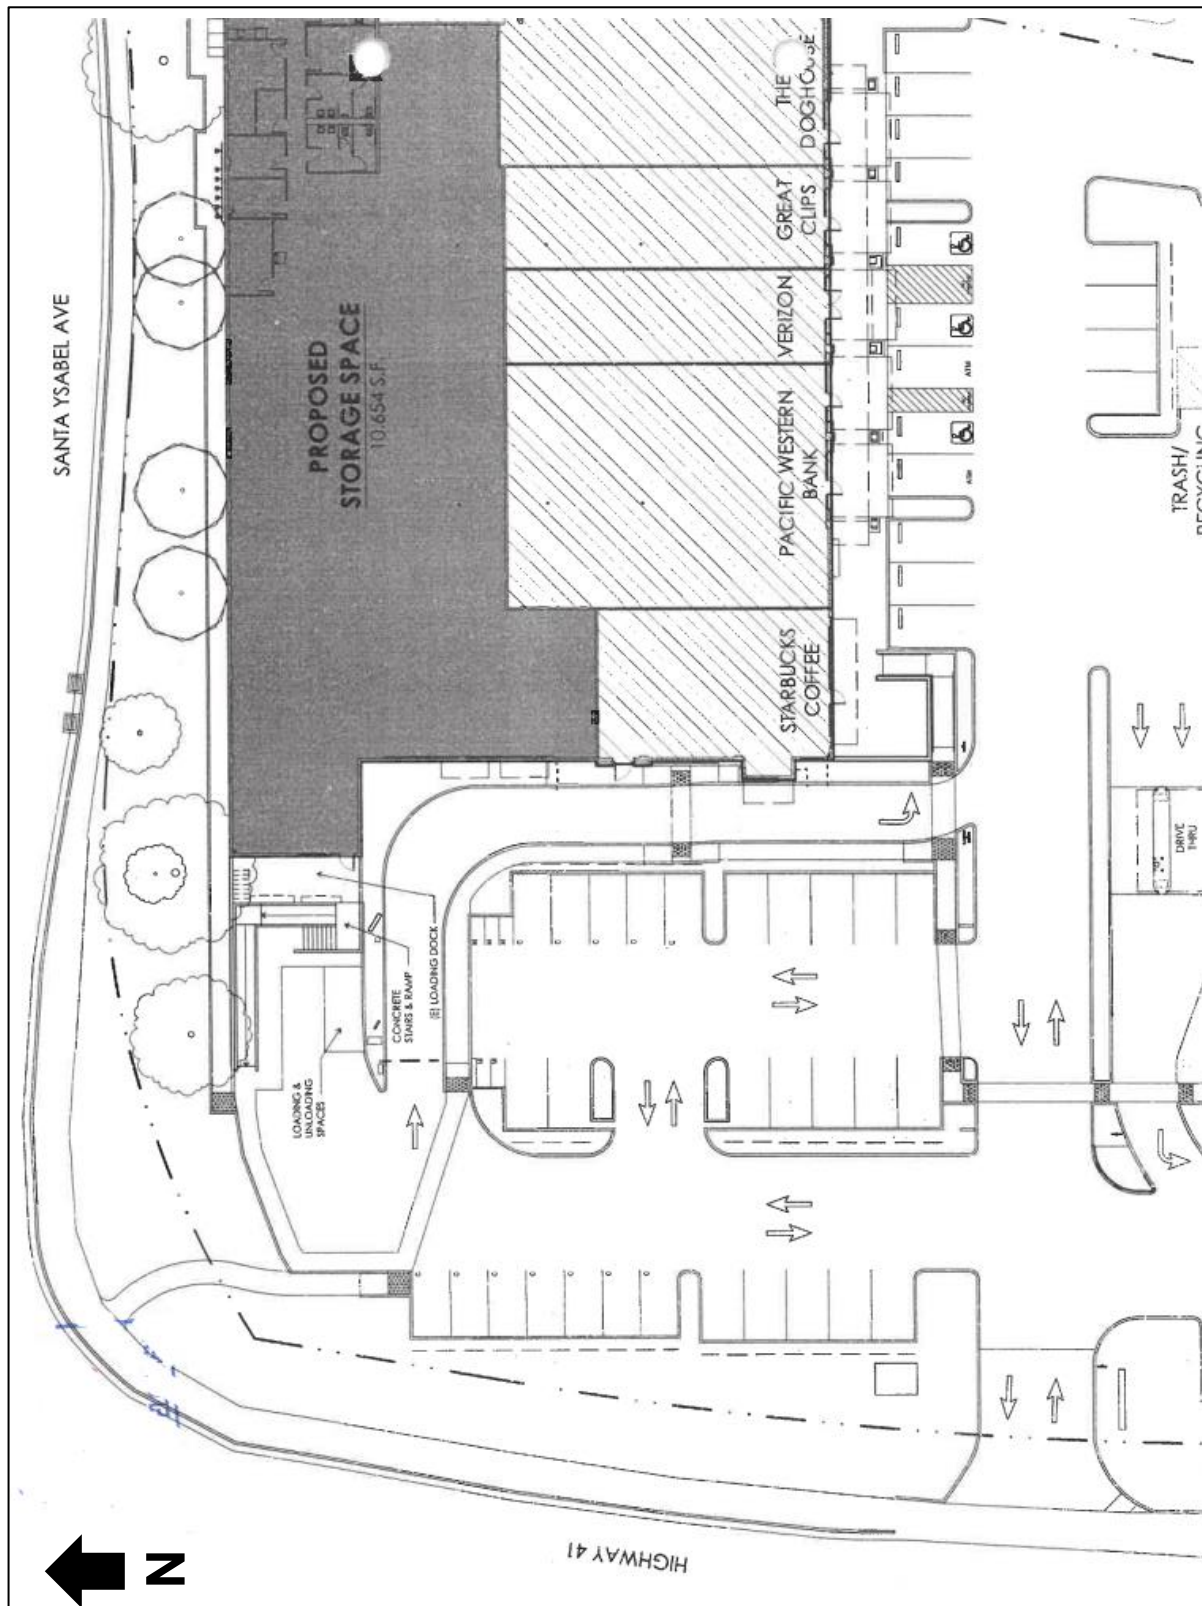 SANTA YSABEL AVE
PROPOSED
STORAGE SPACE
10,654 S.F.
THE
DOGHOUSE
GREAT
CLIPS
VERIZON
PACIFIC WESTERN
BANK
STARBUCKS
COFFEE
ATM
ATM
TRASH/
RECYCLING
DRIVE
THRU
(E) LOADING DOCK
CONCRETE
STAIRS & RAMP
LOADING &
UNLOADING
SPACES
HIGHWAY 41
N